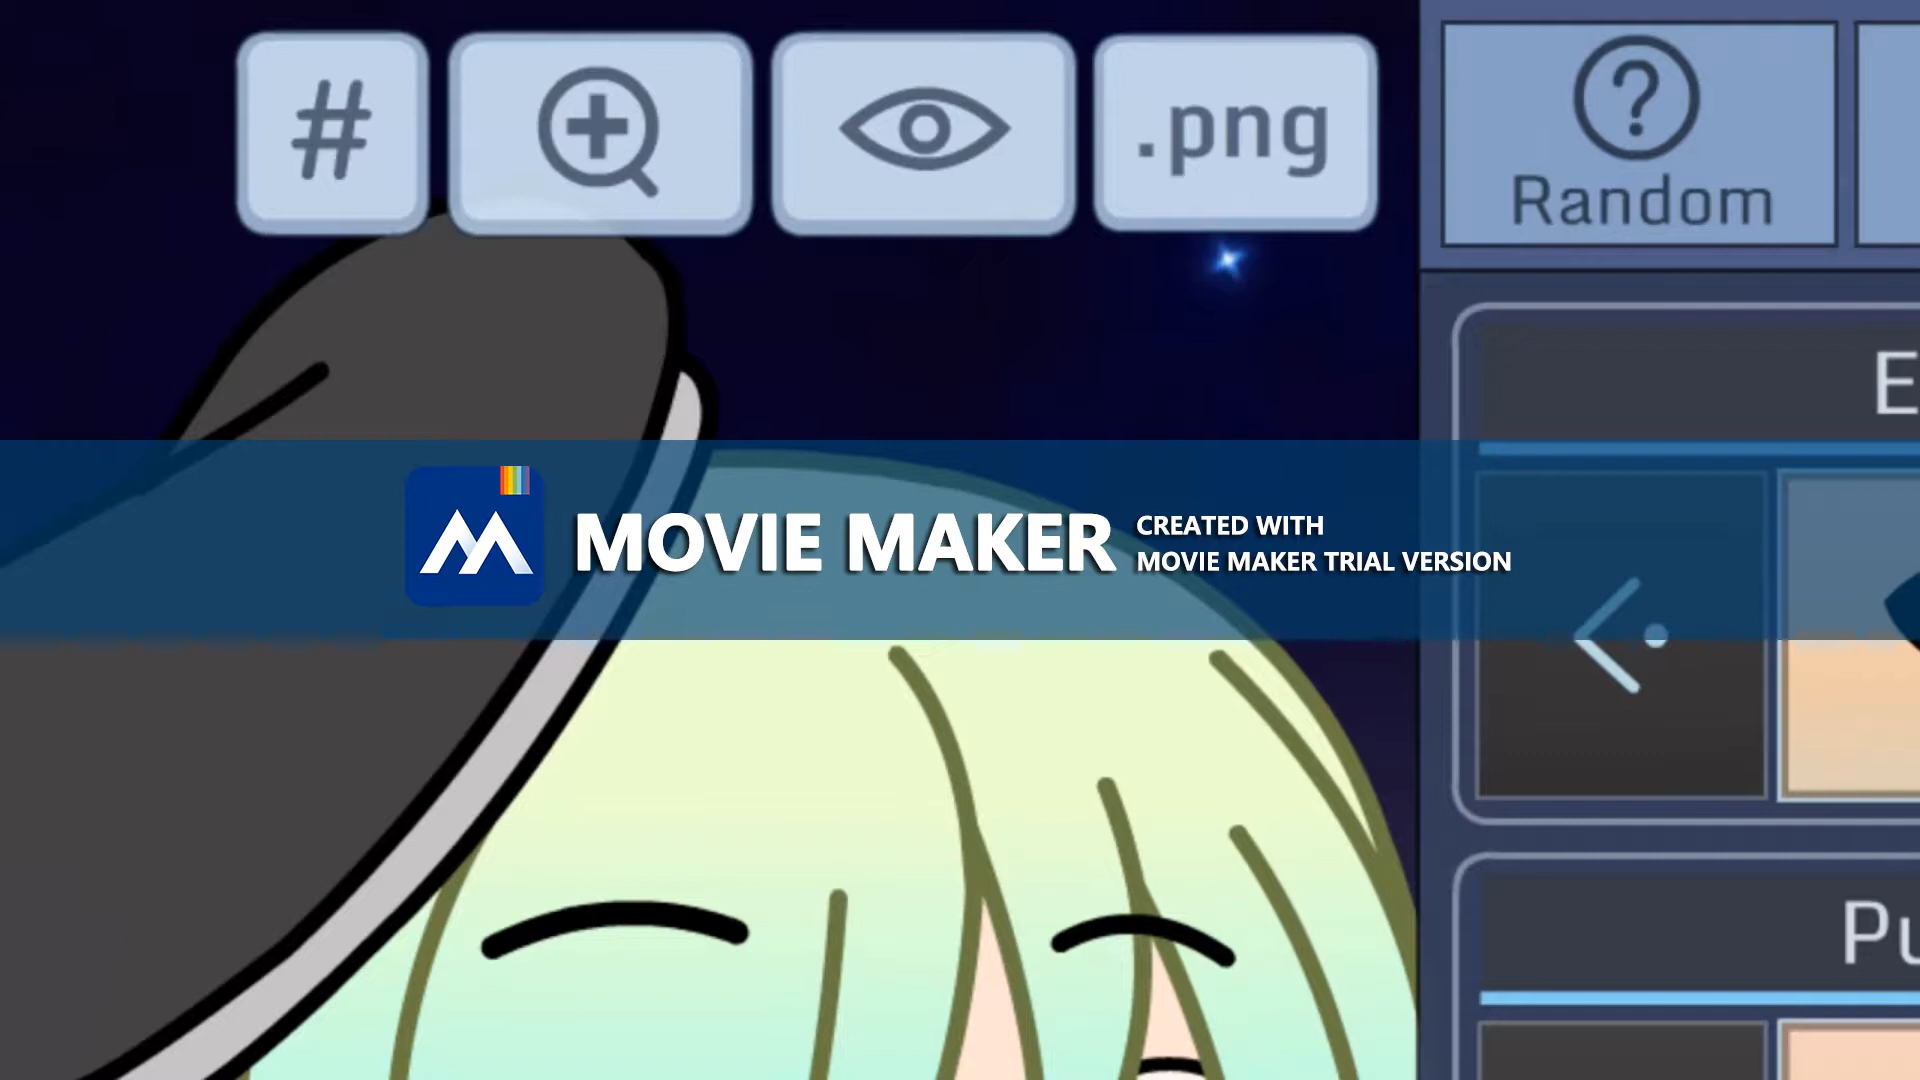 #
.png
Random
E
MOVIE MAKER
CREATED WITH
MOVIE MAKER TRIAL VERSION
Pu